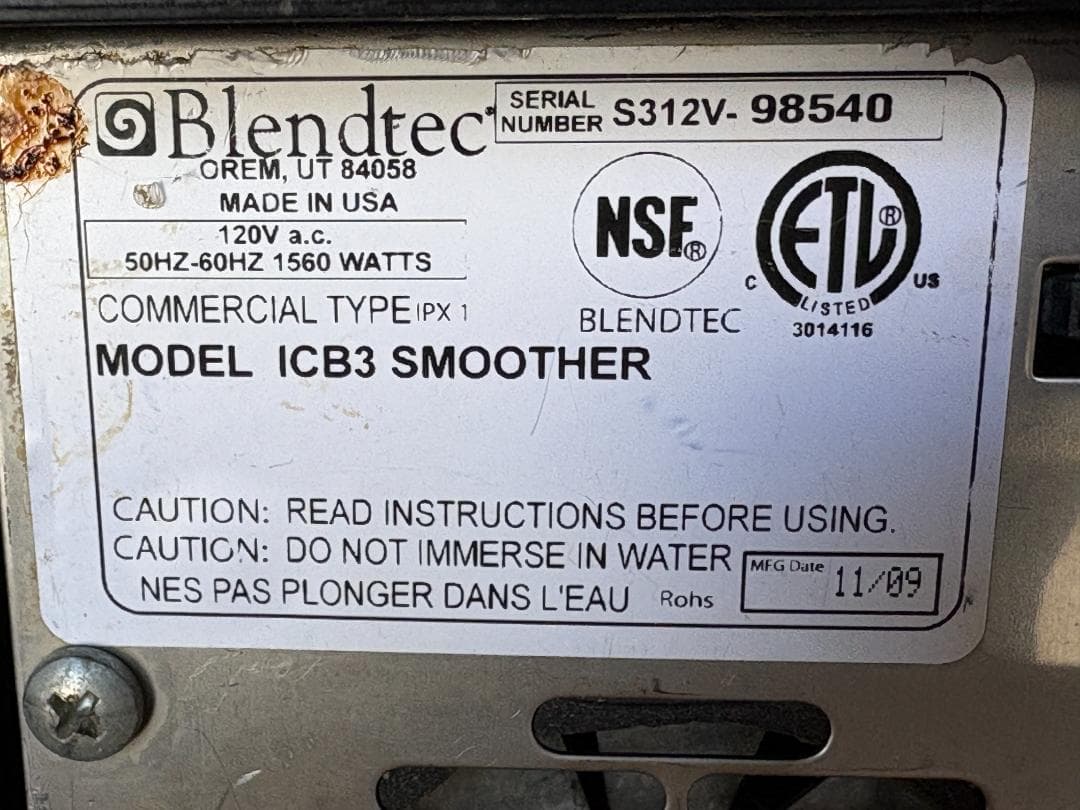 Blendtec®
SERIAL NUMBER S312V- 98540
OREM, UT 84058
MADE IN USA
120V a.c.
50HZ-60HZ 1560 WATTS
COMMERCIAL TYPE IPX 1
MODEL ICB3 SMOOTHER
NSF®
BLENDTEC
ETL®
C US
LISTED
3014116
CAUTION: READ INSTRUCTIONS BEFORE USING.
CAUTION: DO NOT IMMERSE IN WATER
NES PAS PLONGER DANS L'EAU Rohs
MFG Date 11/09